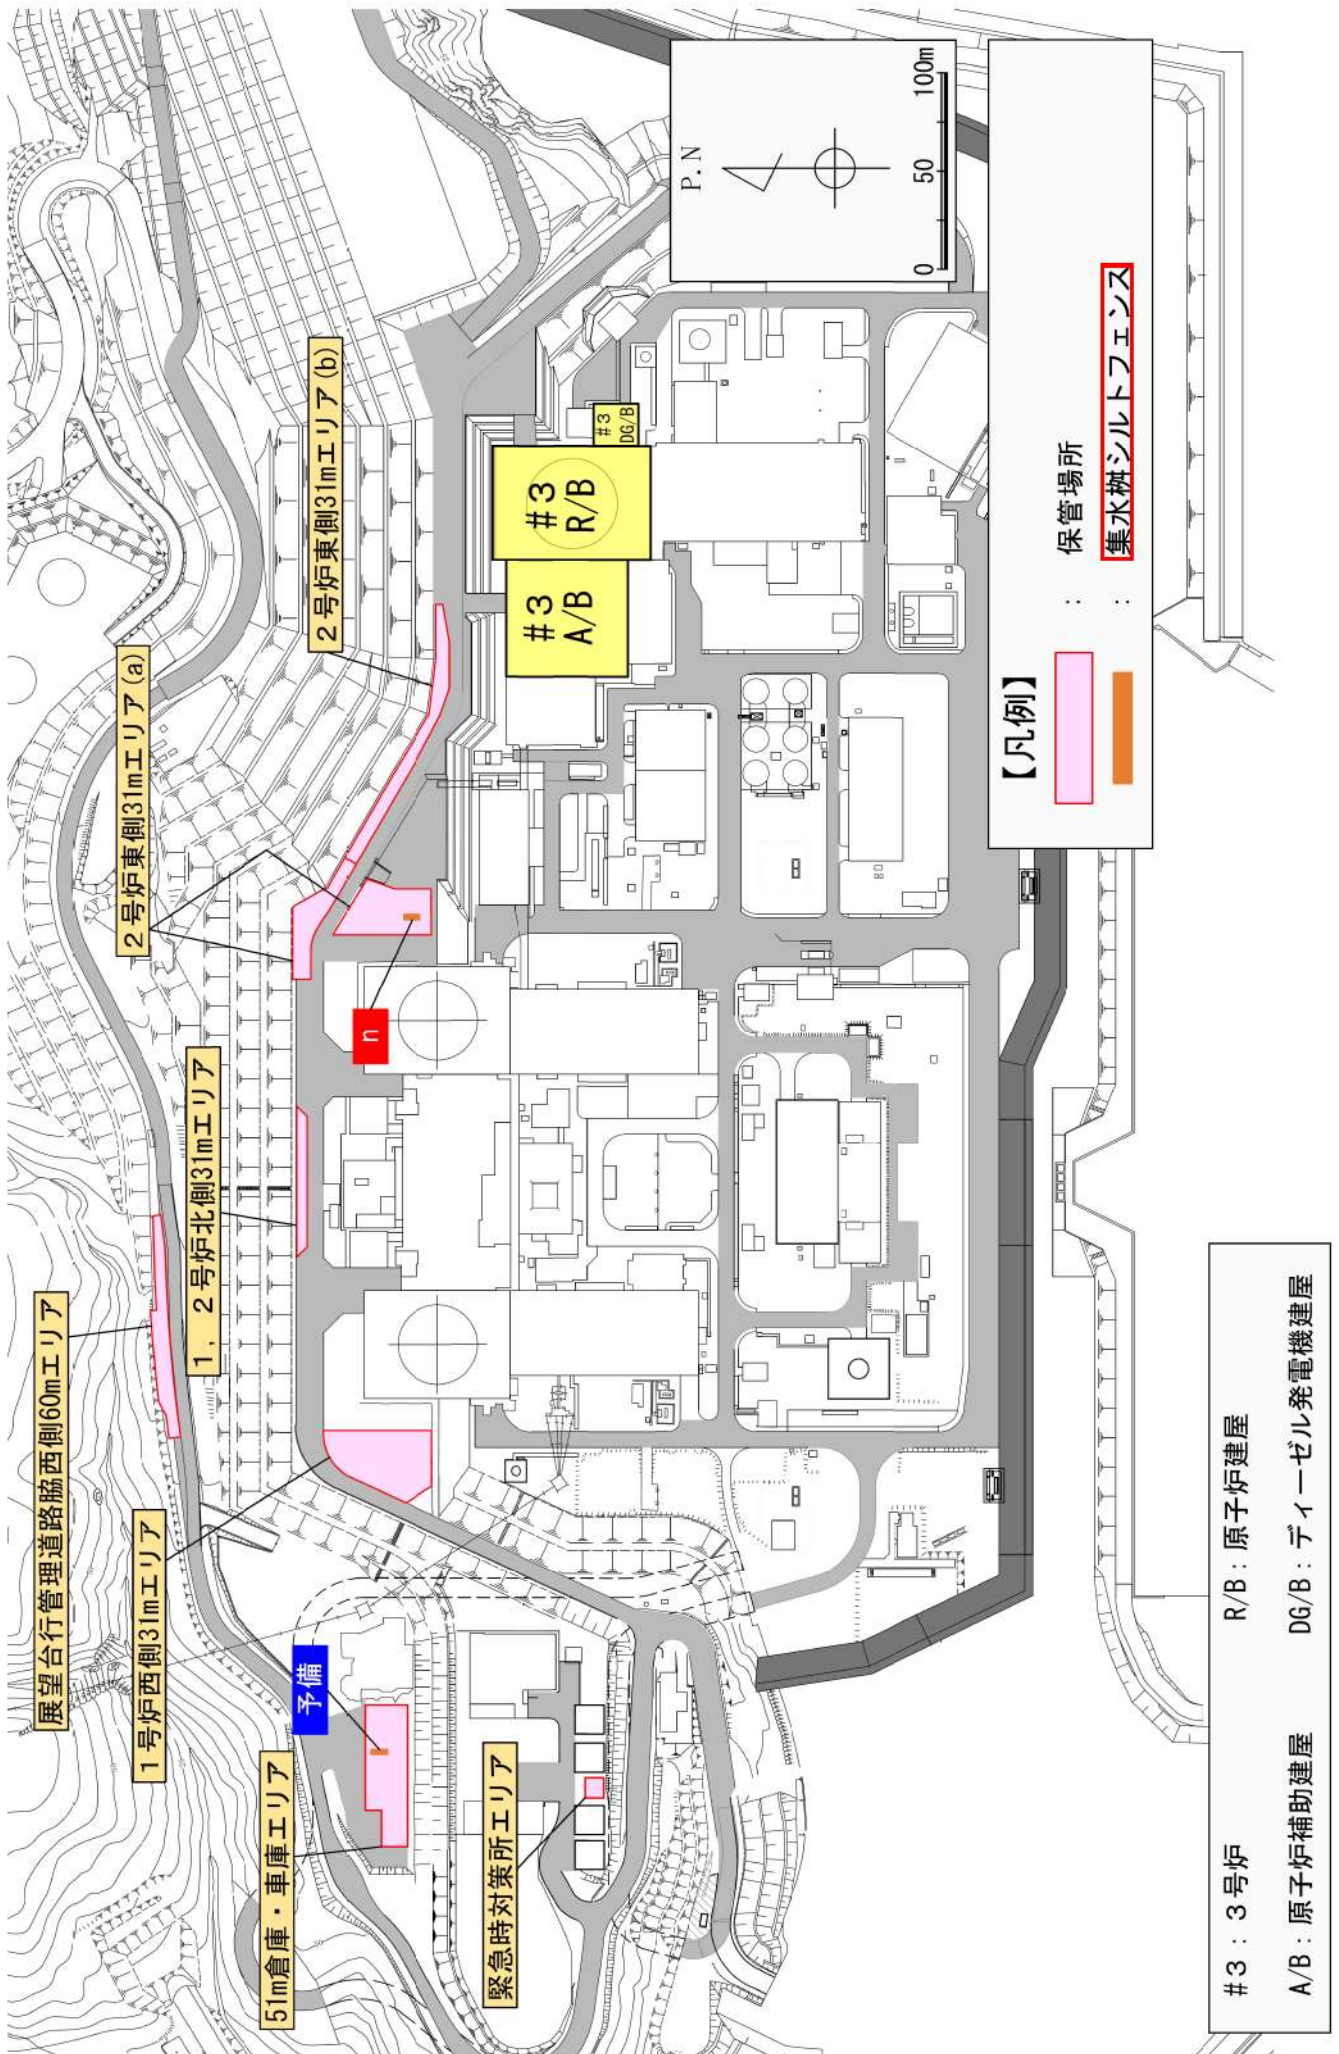 展望台行管理道路脇西側60mエリア
1号炉西側31mエリア
51m倉庫・車庫エリア
予備
緊急時対策所エリア
1，2号炉北側31mエリア
2号炉東側31mエリア(a)
2号炉東側31mエリア(b)
n
#3
A/B
#3
R/B
#3
DG/B
P.N
0 50 100m
【凡例】
: 保管場所
: 集水桝シルトフェンス
#3：3号炉 R/B：原子炉建屋
A/B：原子炉補助建屋 DG/B：ディーゼル発電機建屋